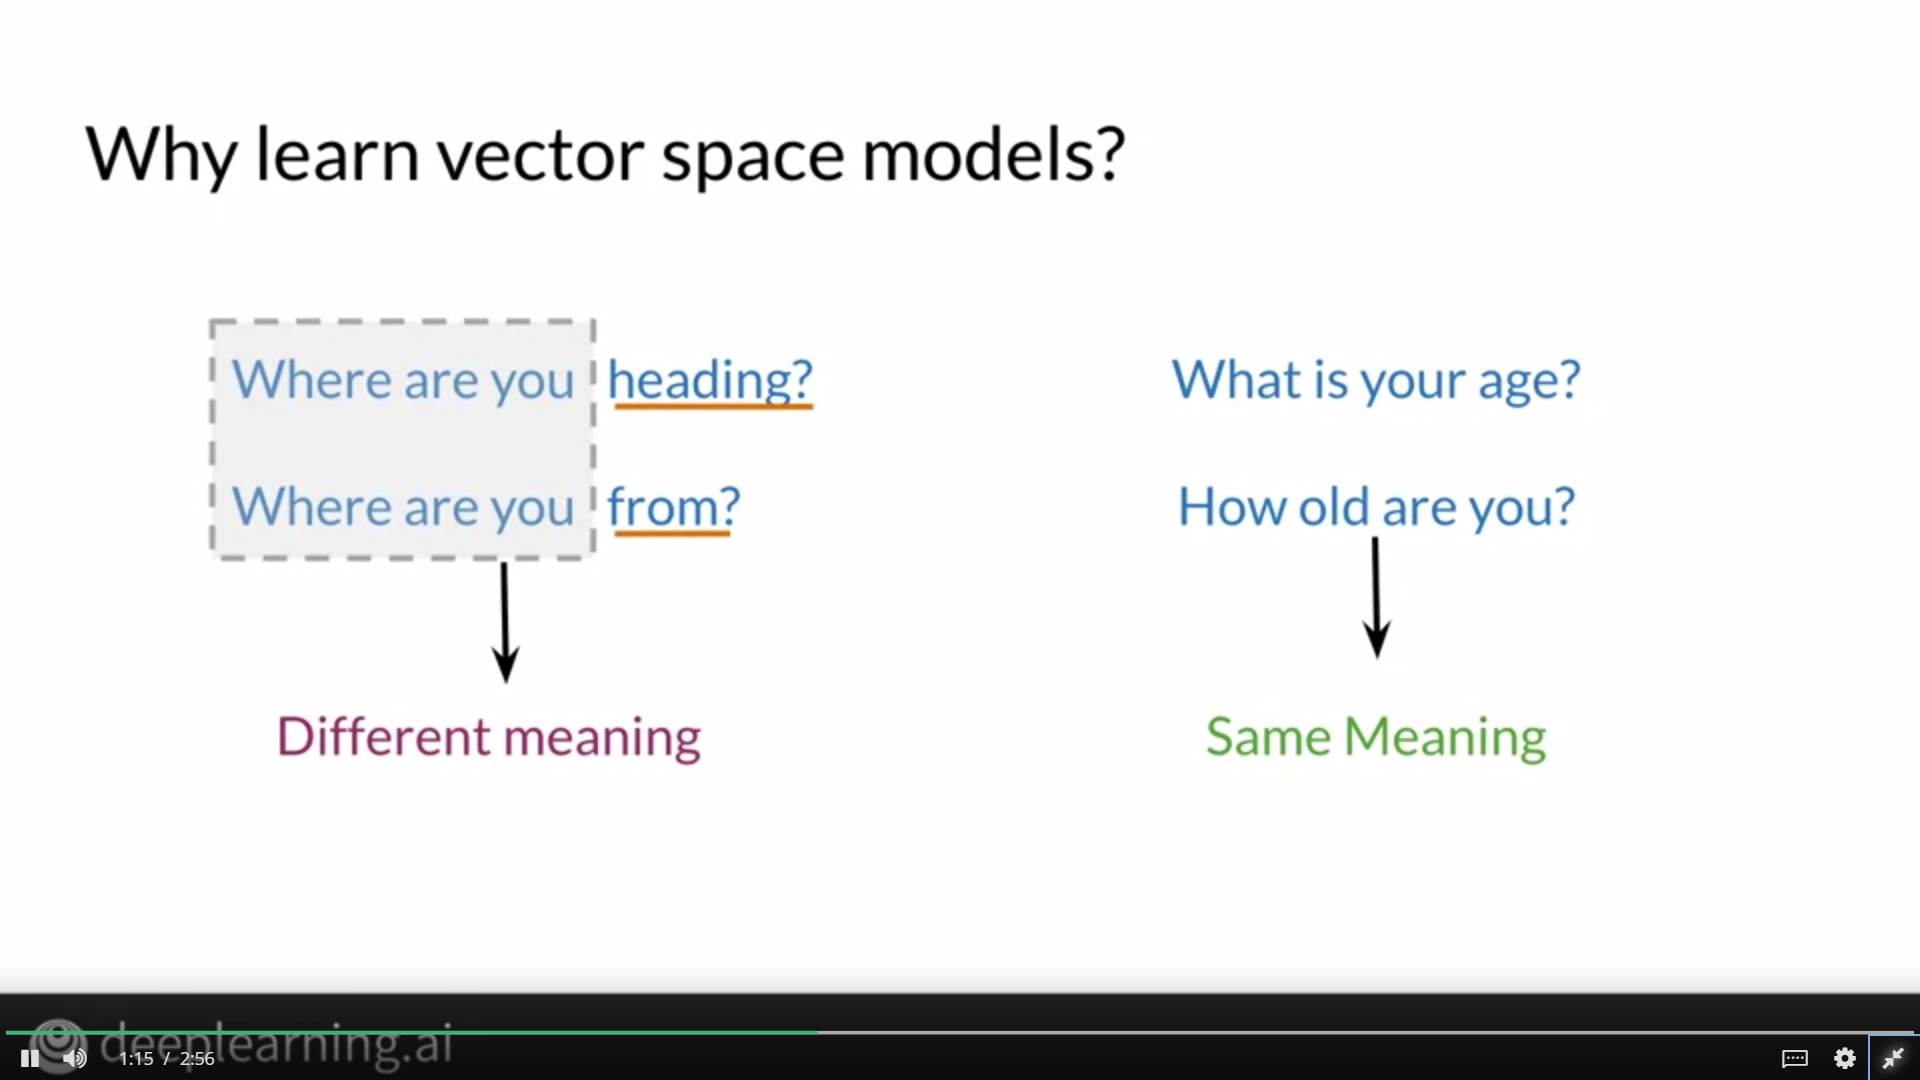 Why learn vector space models?
Where are you heading?
Where are you from?
Different meaning
What is your age?
How old are you?
Same Meaning
deeplearning.ai
1:15 / 2:56